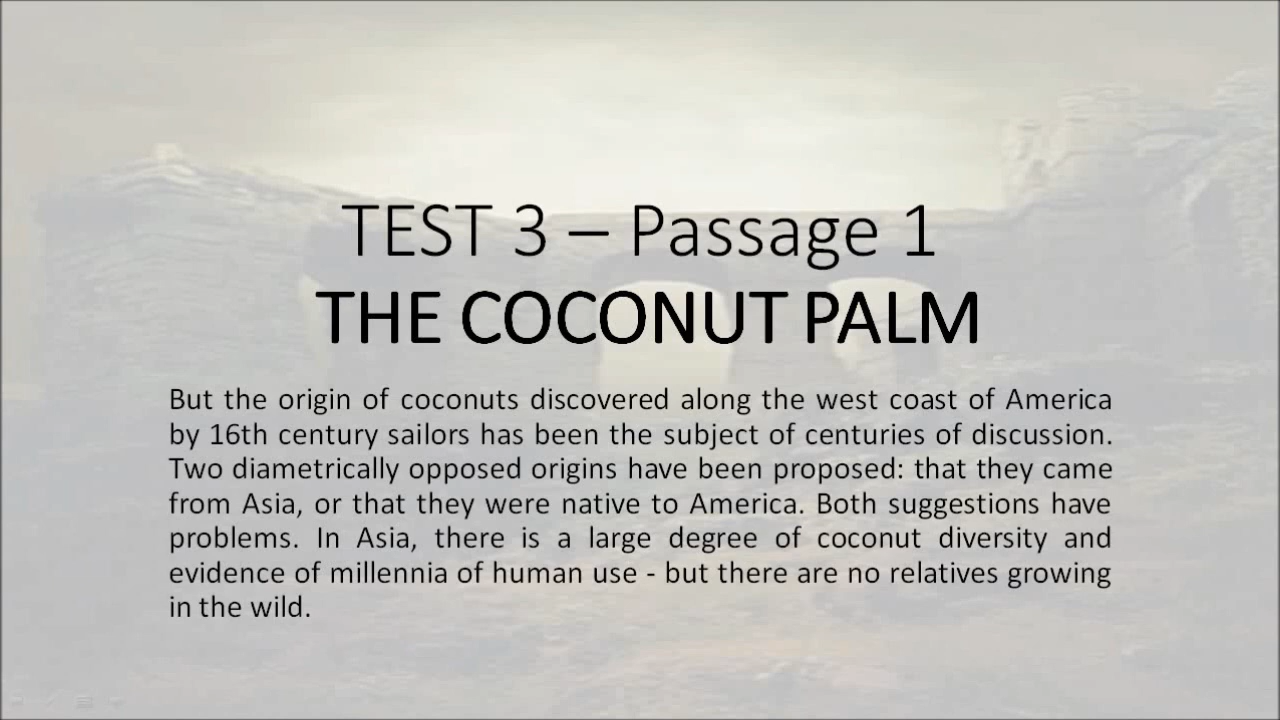 TEST 3 – Passage 1
THE COCONUT PALM
But the origin of coconuts discovered along the west coast of America
by 16th century sailors has been the subject of centuries of discussion.
Two diametrically opposed origins have been proposed: that they came
from Asia, or that they were native to America. Both suggestions have
problems. In Asia, there is a large degree of coconut diversity and
evidence of millennia of human use - but there are no relatives growing
in the wild.